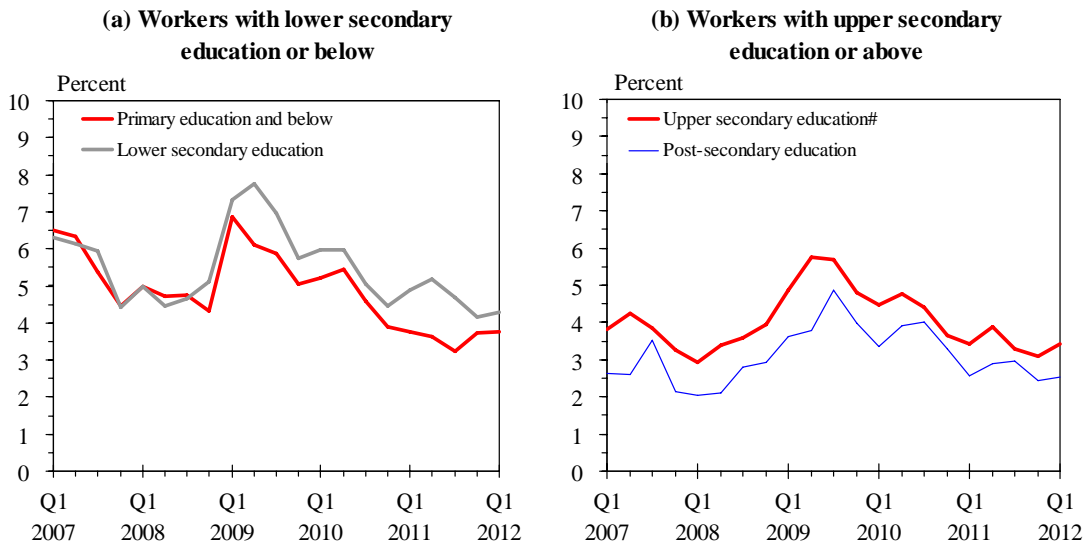 (a) Workers with lower secondary
education or below
Percent
10
9
8
7
6
5
4
3
2
1
0
Primary education and below
Lower secondary education
Q1 Q1 Q1 Q1 Q1 Q1
2007 2008 2009 2010 2011 2012
(b) Workers with upper secondary
education or above
Percent
10
9
8
7
6
5
4
3
2
1
0
Upper secondary education#
Post-secondary education
Q1 Q1 Q1 Q1 Q1 Q1
2007 2008 2009 2010 2011 2012